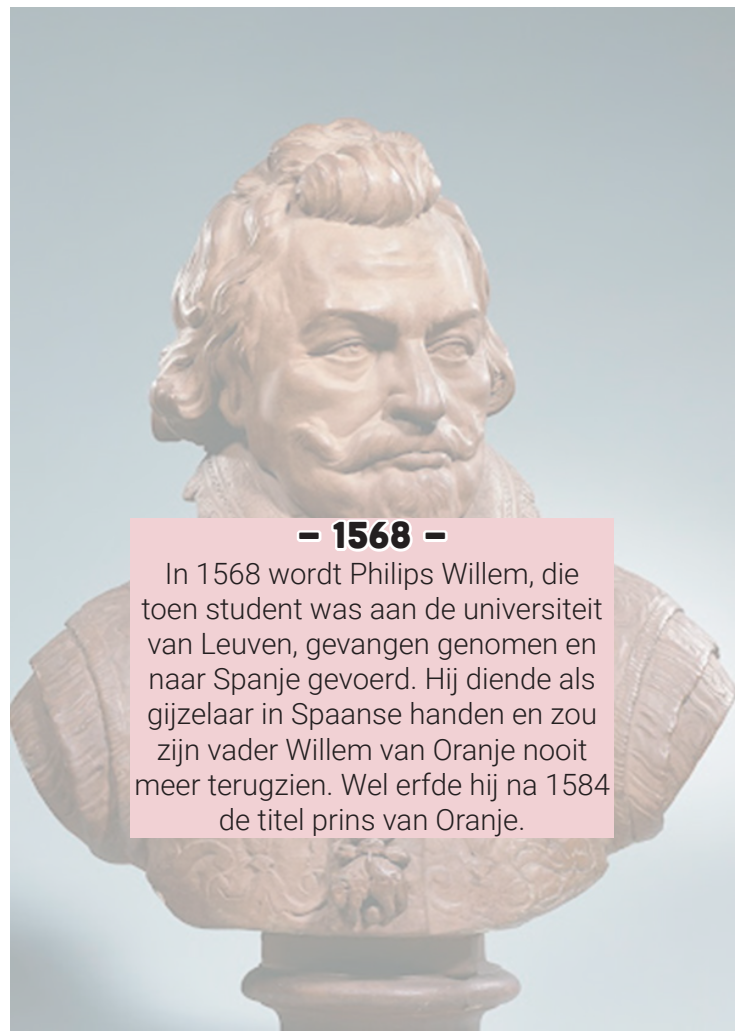 – 1568 –
In 1568 wordt Philips Willem, die
toen student was aan de universiteit
van Leuven, gevangen genomen en
naar Spanje gevoerd. Hij diende als
gijzelaar in Spaanse handen en zou
zijn vader Willem van Oranje nooit
meer terugzien. Wel erfde hij na 1584
de titel prins van Oranje.